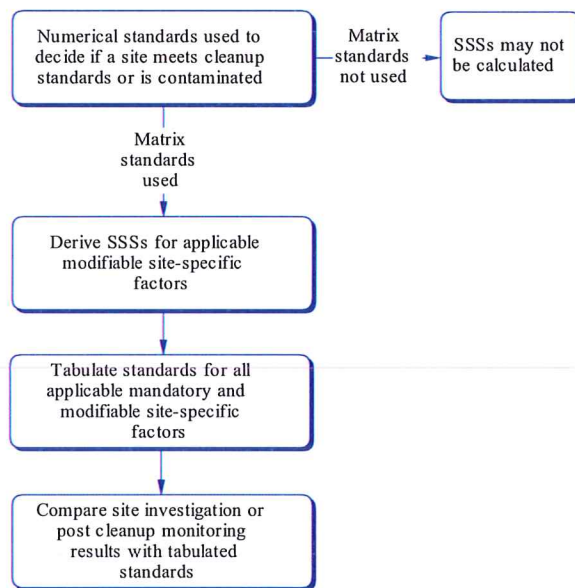 Numerical standards used to
decide if a site meets cleanup
standards or is contaminated
Matrix
standards
not used
SSSs may not
be calculated
Matrix
standards
used
Derive SSSs for applicable
modifiable site-specific
factors
Tabulate standards for all
applicable mandatory and
modifiable site-specific
factors
Compare site investigation or
post cleanup monitoring
results with tabulated
standards